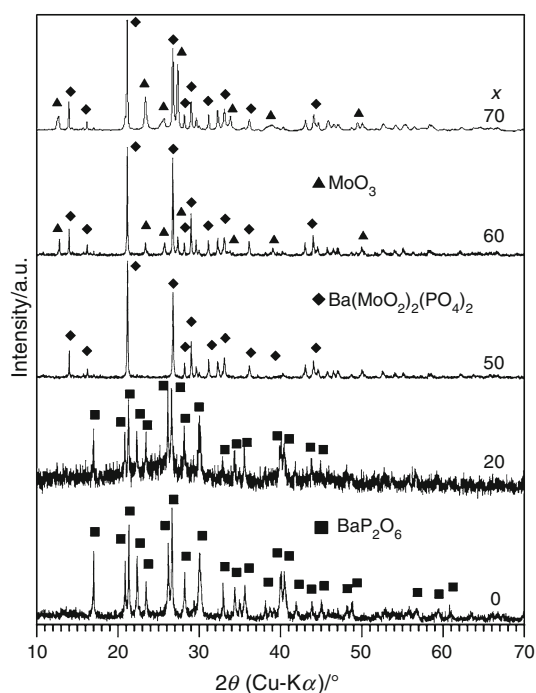 x
70
MoO₃
60
Ba(MoO₂)₂(PO₄)₂
50
20
BaP₂O₆
0
Intensity/a.u.
10 20 30 40 50 60 70
2θ (Cu-Kα)/°